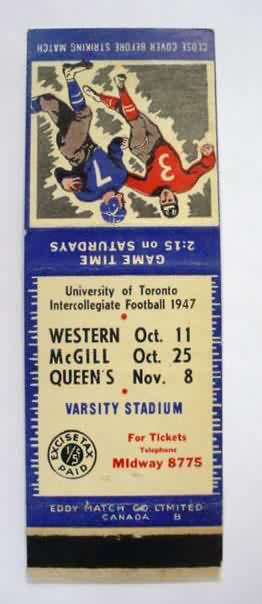 CLOSE COVER BEFORE STRIKING MATCH
3
7
GAME TIME
2:15 on SATURDAYS
University of Toronto
Intercollegiate Football 1947
WESTERN Oct. 11
McGILL Oct. 25
QUEEN'S Nov. 8
VARSITY STADIUM
For Tickets
Telephone
MIdway 8775
EXCISE TAX
1/5
PAID
EDDY MATCH CO LIMITED
CANADA B